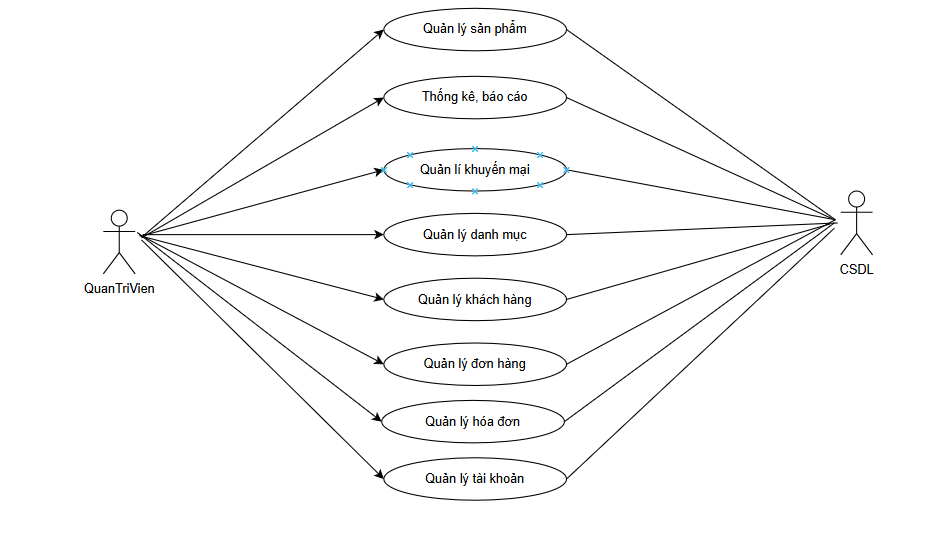 Quản lý sản phẩm
Thống kê, báo cáo
Quản lí khuyến mại
Quản lý danh mục
Quản lý khách hàng
Quản lý đơn hàng
Quản lý hóa đơn
Quản lý tài khoản
QuanTriVien
CSDL